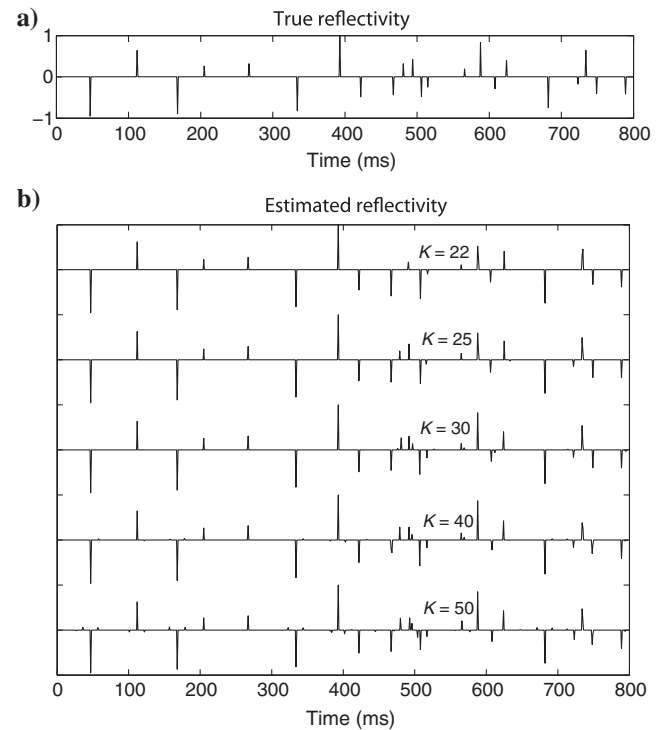 a)
True reflectivity
1
0
−1
0 100 200 300 400 500 600 700 800
Time (ms)
b)
Estimated reflectivity
K = 22
K = 25
K = 30
K = 40
K = 50
0 100 200 300 400 500 600 700 800
Time (ms)